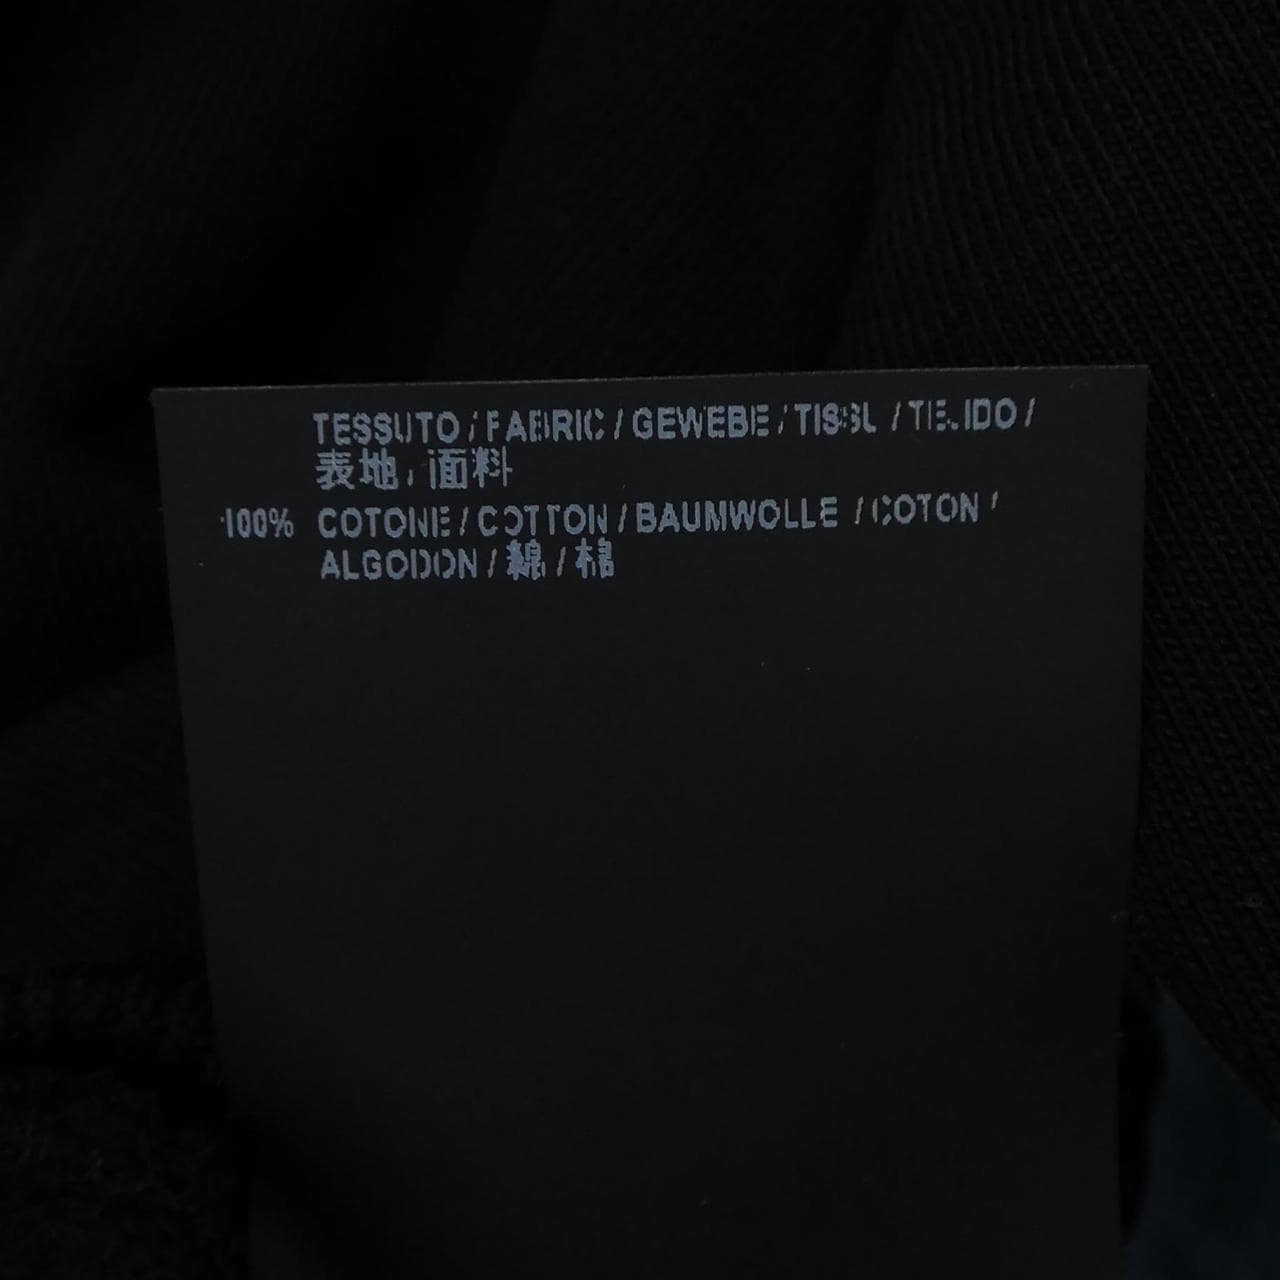 TESSUTO / FABRIC / GEWEBE / TISSU / TEJIDO /
表地 / 面料
100% COTONE / COTTON / BAUMWOLLE / COTON /
ALGODON / 綿 / 棉